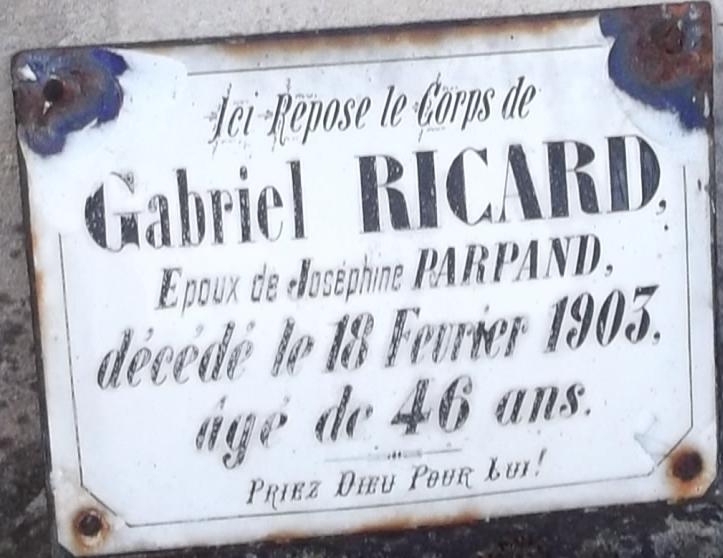 Ici Repose le Corps de
Gabriel RICARD,
Epoux de Joséphine PARPAND,
décédé le 18 Fevrier 1903.
âgé de 46 ans.
PRIEZ DIEU POUR LUI!